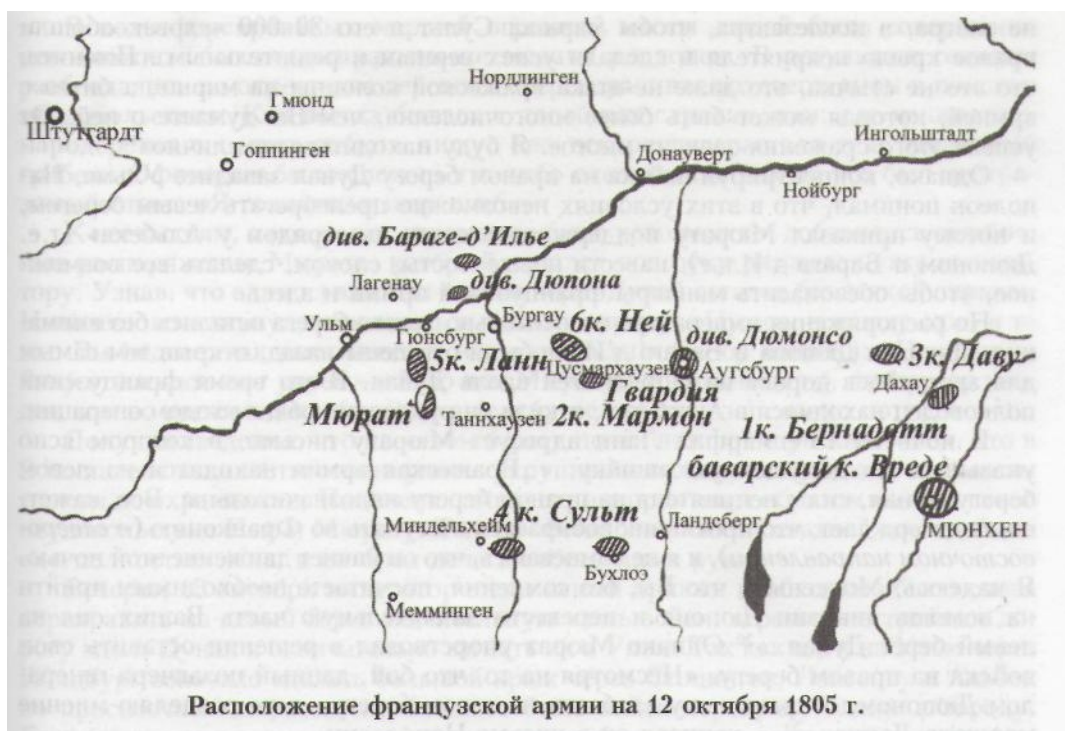 Нордлинген
Гмюнд
Штутгардт
Ингольштадт
Гоппинген
Донауверт
Нойбург
див. Бараге-д'Илье
див. Дюпона
Лагенау
Ульм
Гюнсбург
Бургау
6к. Ней
див. Дюмонсо
5к. Ланн
Цусмархаузен
Аугсбург
3к. Даву
Дахау
Гвардия
Мюрат
Таннхаузен
2к. Мармон
1к. Бернадотт
баварский к. Вреде
4 к. Сульт
Ландсберг
МЮНХЕН
Миндельхейм
Бухлоз
Мемминген
Расположение французской армии на 12 октября 1805 г.